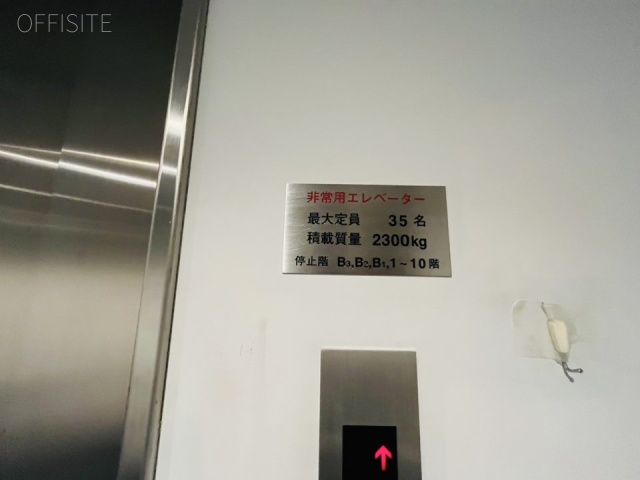 OFFISITE
非常用エレベーター
最大定員 35名
積載質量 2300kg
停止階 B3,B2,B1,1~10階